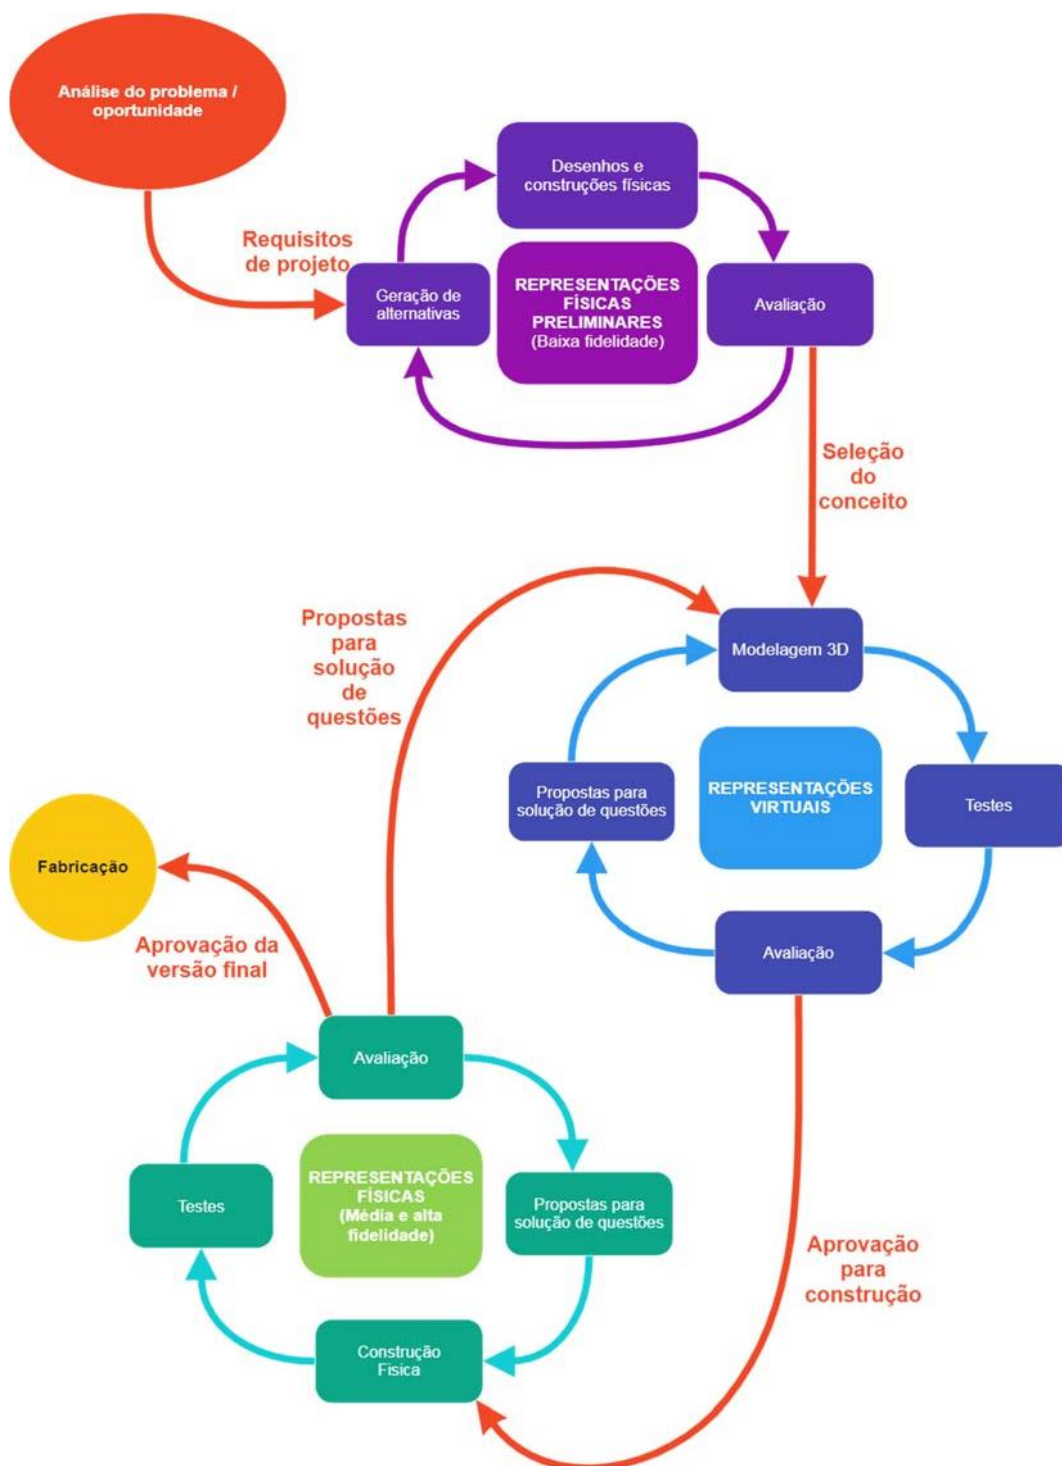 Análise do problema /
oportunidade
Desenhos e
construções físicas
Requisitos
de projeto
Geração de
alternativas
REPRESENTAÇÕES
FÍSICAS
PRELIMINARES
(Baixa fidelidade)
Avaliação
Seleção
do
conceito
Propostas
para
solução
de
questões
Modelagem 3D
Propostas para
solução de questões
REPRESENTAÇÕES
VIRTUAIS
Testes
Fabricação
Avaliação
Aprovação da
versão final
Avaliação
Testes
REPRESENTAÇÕES
FÍSICAS
(Média e alta
fidelidade)
Propostas para
solução de questões
Aprovação
para
construção
Construção
Fisica